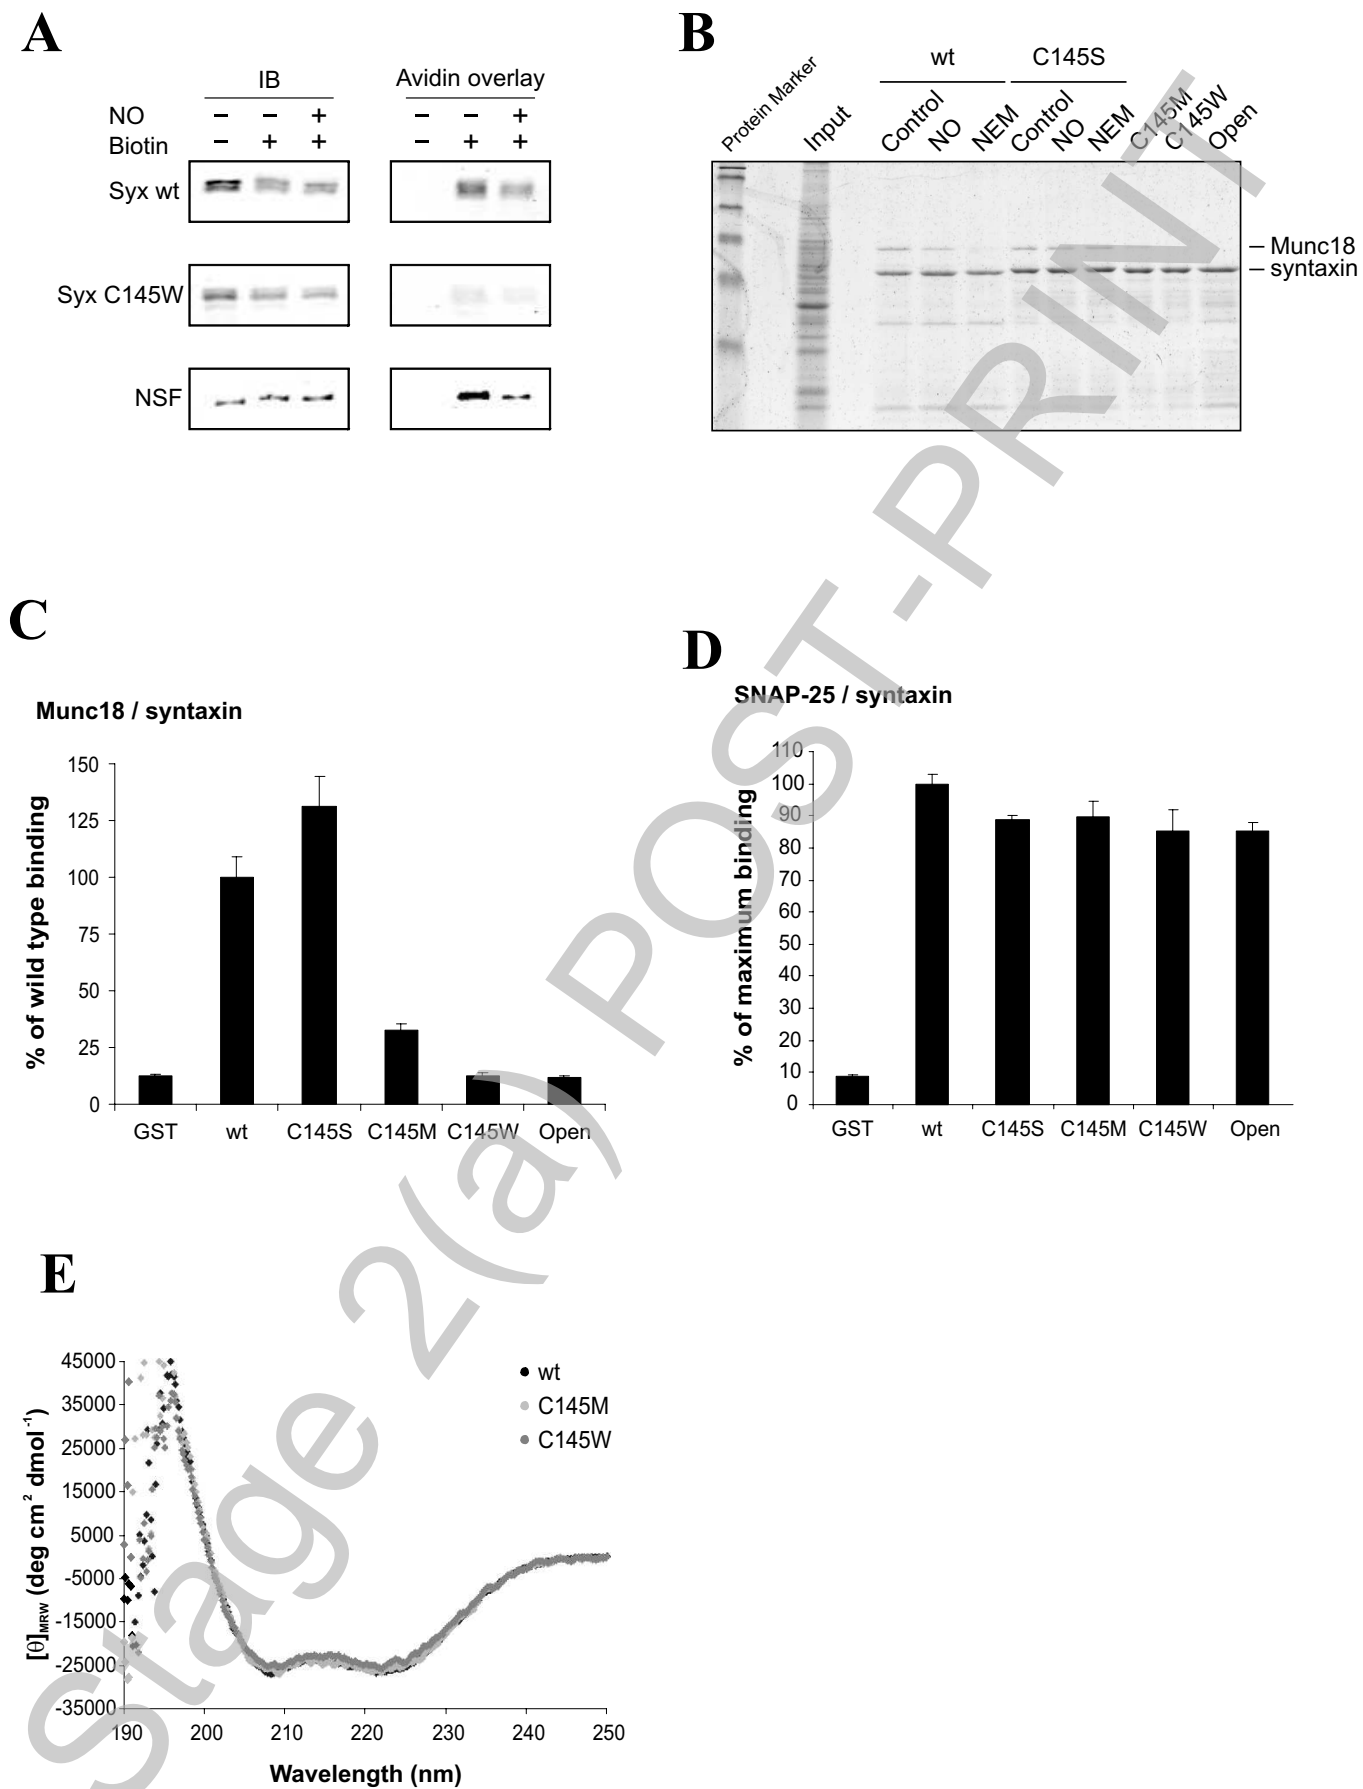 A
IB
Avidin overlay
NO − − + − − +
Biotin − + + − + +
Syx wt
Syx C145W
NSF
B
wt
C145S
Protein Marker
Input
Control
NO
NEM
Control
NO
NEM
C145M
C145W
Open
Munc18
syntaxin
C
Munc18 / syntaxin
% of wild type binding
150
125
100
75
50
25
0
GST wt C145S C145M C145W Open
D
SNAP-25 / syntaxin
% of maximum binding
110
100
90
80
70
60
50
40
30
20
10
0
GST wt C145S C145M C145W Open
E
[θ]MRW (deg cm² dmol⁻¹)
45000
35000
25000
15000
5000
-5000
-15000
-25000
-35000
wt
C145M
C145W
190 200 210 220 230 240 250
Wavelength (nm)
Stage 2(a) POST-PRINT